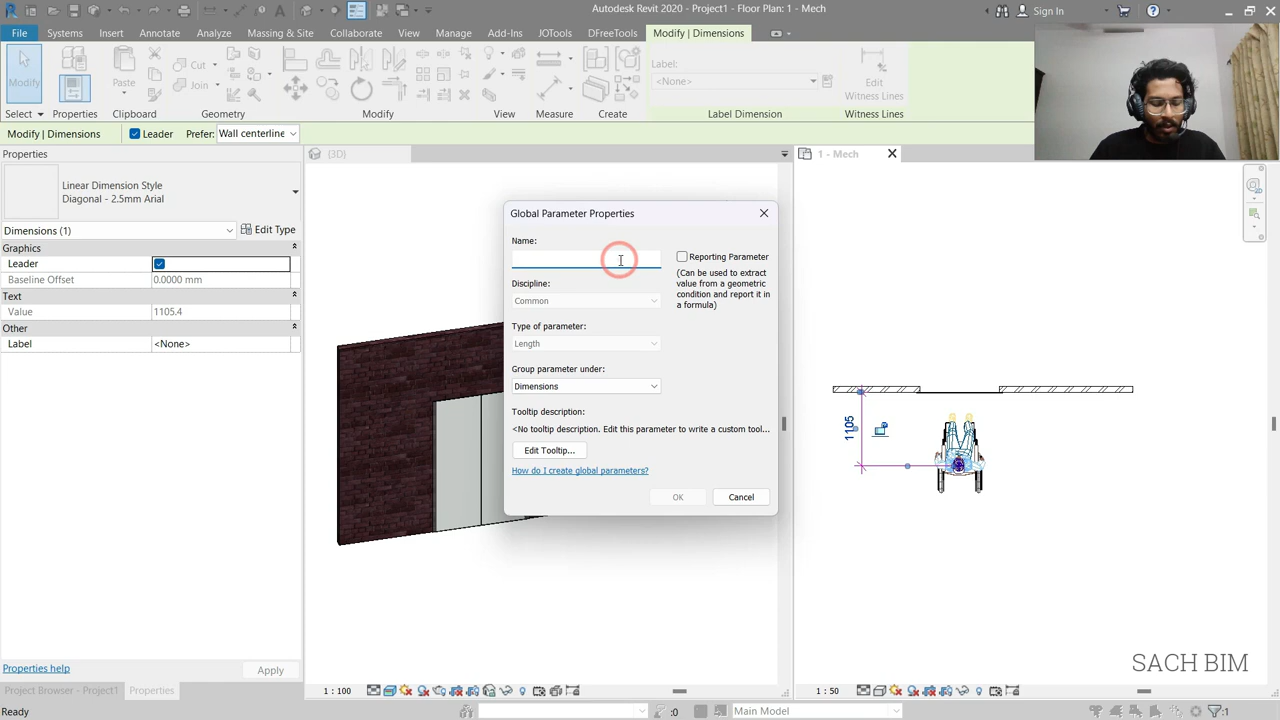 Autodesk Revit 2020 - Project1 - Floor Plan: 1 - Mech
Sign In
File Systems Insert Annotate Analyze Massing & Site Collaborate View Manage Add-Ins JOTools DFreeTools Modify | Dimensions
Modify
Paste
Cut
Join
Label:
<None>
Edit
Witness Lines
Select Properties Clipboard Geometry Modify View Measure Create Label Dimension Witness Lines
Modify | Dimensions Leader Prefer: Wall centerline
Properties
{3D}
1 - Mech
Linear Dimension Style
Diagonal - 2.5mm Arial
Dimensions (1)
Edit Type
Graphics
Leader
Baseline Offset 0.0000 mm
Text
Value 1105.4
Other
Label <None>
Global Parameter Properties
Name:
Reporting Parameter
(Can be used to extract
value from a geometric
condition and report it in
a formula)
Discipline:
Common
Type of parameter:
Length
Group parameter under:
Dimensions
Tooltip description:
<No tooltip description. Edit this parameter to write a custom tool...
Edit Tooltip...
How do I create global parameters?
OK
Cancel
1105
SACH BIM
Properties help
Apply
Project Browser - Project1 Properties
1 : 100
1 : 50
Ready
:0
Main Model
:1